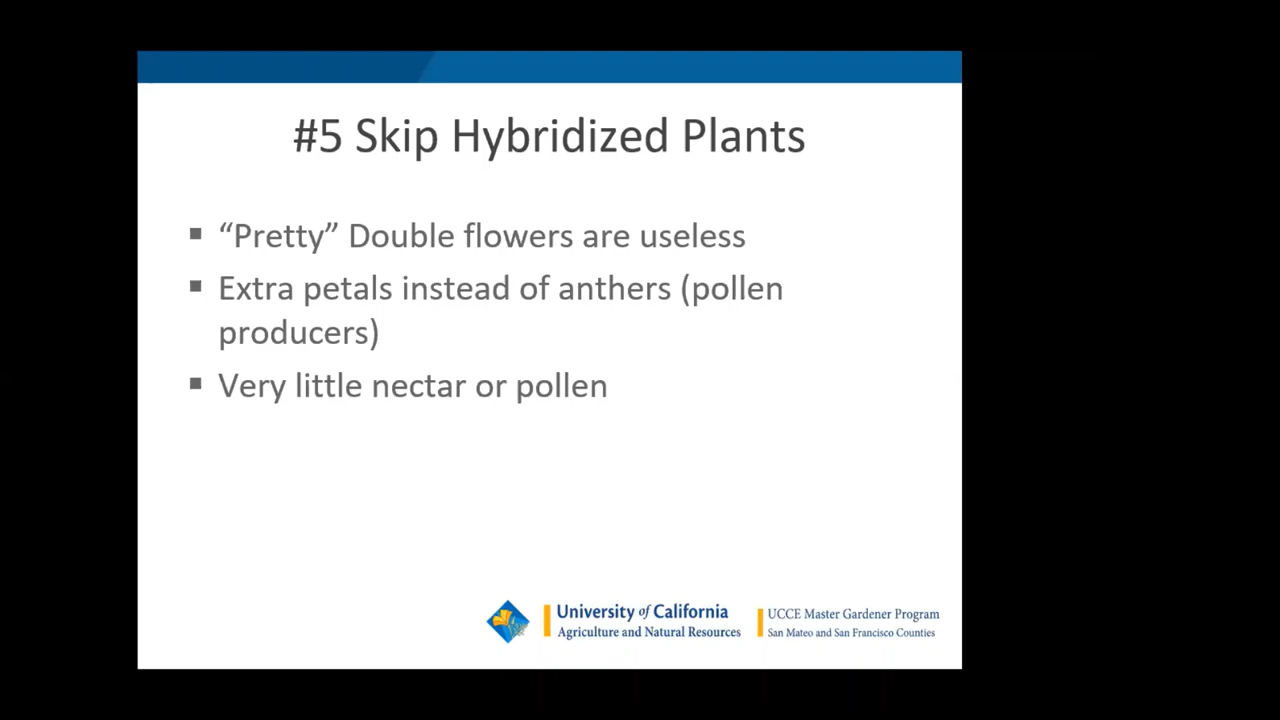 #5 Skip Hybridized Plants
▪ “Pretty” Double flowers are useless
▪ Extra petals instead of anthers (pollen
producers)
▪ Very little nectar or pollen
University of California
Agriculture and Natural Resources
UCCE Master Gardener Program
San Mateo and San Francisco Counties